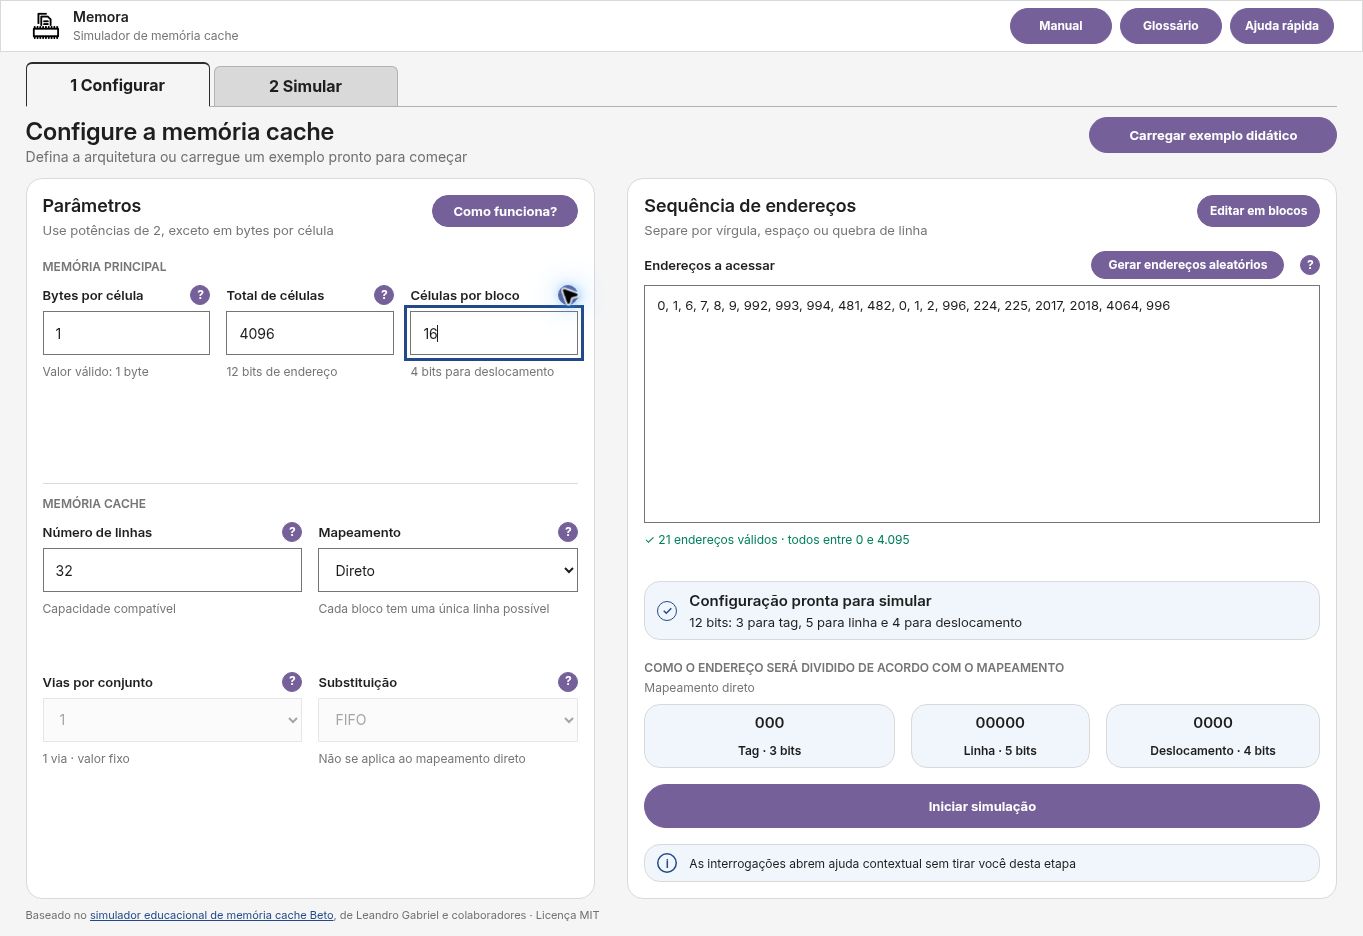 Memora
Simulador de memória cache
Manual
Glossário
Ajuda rápida
1 Configurar
2 Simular
Configure a memória cache
Defina a arquitetura ou carregue um exemplo pronto para começar
Carregar exemplo didático
Parâmetros
Como funciona?
Use potências de 2, exceto em bytes por célula
MEMÓRIA PRINCIPAL
Bytes por célula ?
Total de células ?
Células por bloco
1
4096
16
Valor válido: 1 byte
12 bits de endereço
4 bits para deslocamento
MEMÓRIA CACHE
Número de linhas ?
Mapeamento ?
32
Direto
Capacidade compatível
Cada bloco tem uma única linha possível
Vias por conjunto ?
Substituição ?
1
FIFO
1 via · valor fixo
Não se aplica ao mapeamento direto
Sequência de endereços
Editar em blocos
Separe por vírgula, espaço ou quebra de linha
Endereços a acessar
Gerar endereços aleatórios
?
0, 1, 6, 7, 8, 9, 992, 993, 994, 481, 482, 0, 1, 2, 996, 224, 225, 2017, 2018, 4064, 996
✓ 21 endereços válidos · todos entre 0 e 4.095
Configuração pronta para simular
12 bits: 3 para tag, 5 para linha e 4 para deslocamento
COMO O ENDEREÇO SERÁ DIVIDIDO DE ACORDO COM O MAPEAMENTO
Mapeamento direto
000
Tag · 3 bits
00000
Linha · 5 bits
0000
Deslocamento · 4 bits
Iniciar simulação
i As interrogações abrem ajuda contextual sem tirar você desta etapa
Baseado no simulador educacional de memória cache Beto, de Leandro Gabriel e colaboradores · Licença MIT